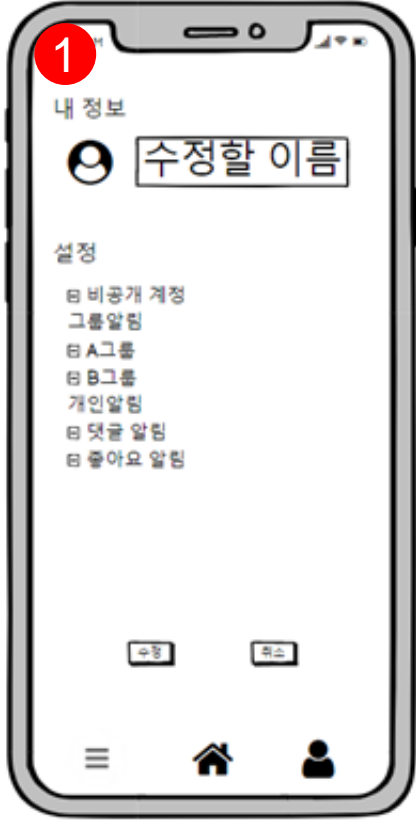 1
내 정보
수정할 이름
설정
비공개 계정
그룹알림
A그룹
B그룹
개인알림
댓글 알림
좋아요 알림
수정 취소